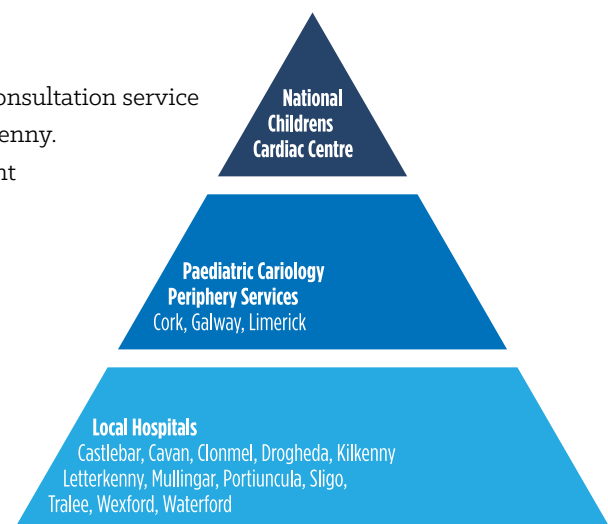 onsultation service
enny.
nt
National
Childrens
Cardiac Centre
Paediatric Cariology
Periphery Services
Cork, Galway, Limerick
Local Hospitals
Castlebar, Cavan, Clonmel, Drogheda, Kilkenny
Letterkenny, Mullingar, Portiuncula, Sligo,
Tralee, Wexford, Waterford